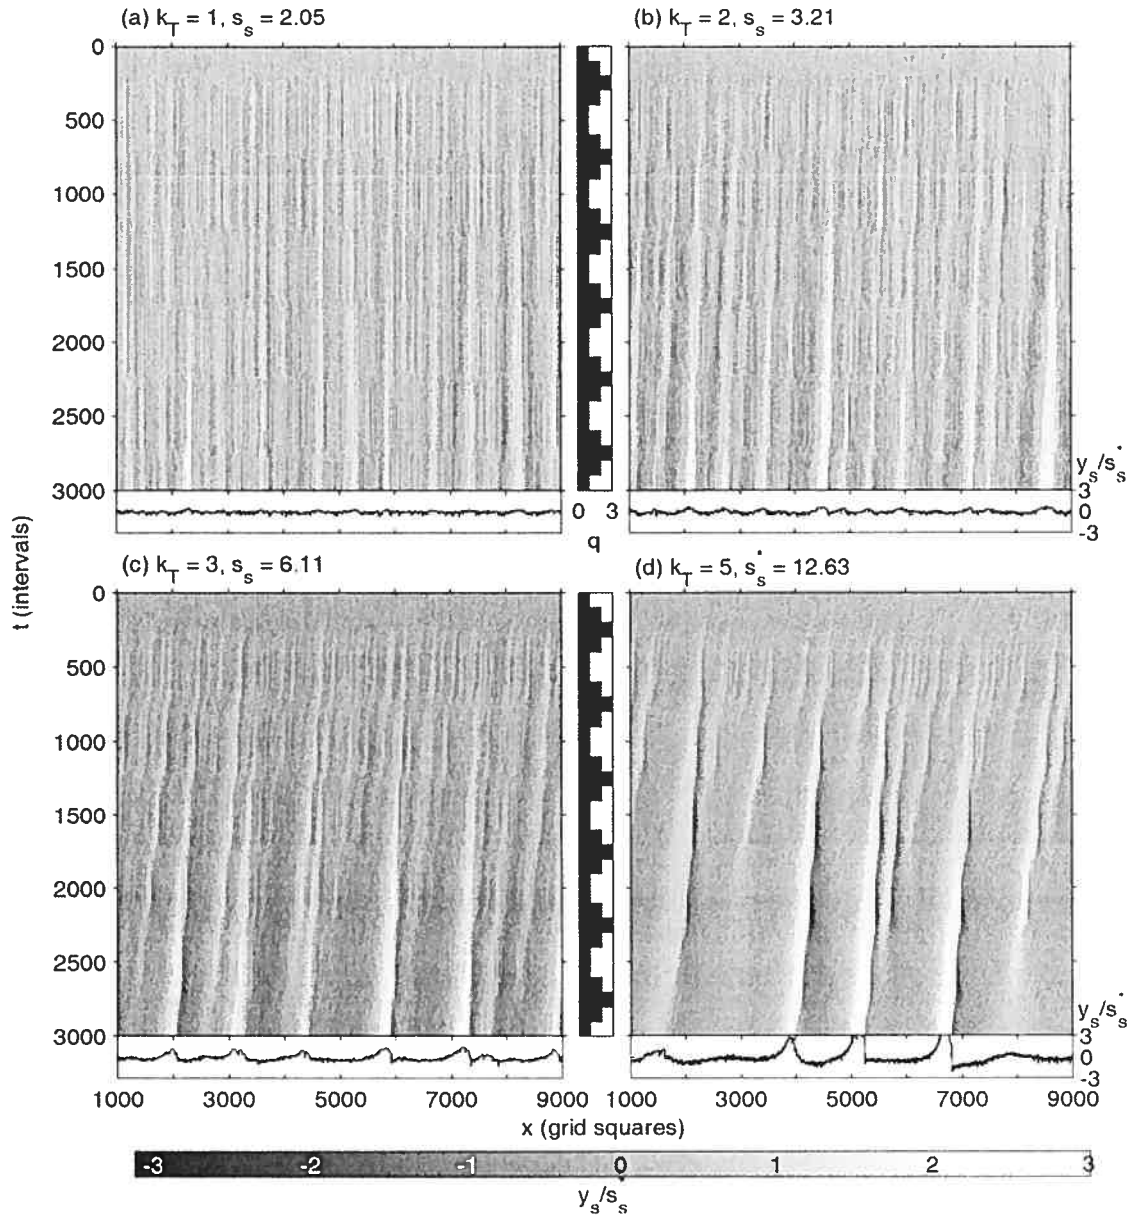 (a) k_T = 1, s_s = 2.05
(b) k_T = 2, s_s = 3.21
0
500
1000
1500
2000
2500
3000
0 3
q
y_s/s_s*
3
0
-3
(c) k_T = 3, s_s = 6.11
(d) k_T = 5, s_s* = 12.63
t (intervals)
0
500
1000
1500
2000
2500
3000
y_s/s_s*
3
0
-3
1000 3000 5000 7000 9000 1000 3000 5000 7000 9000
x (grid squares)
-3 -2 -1 0 1 2 3
y_s/s_s*